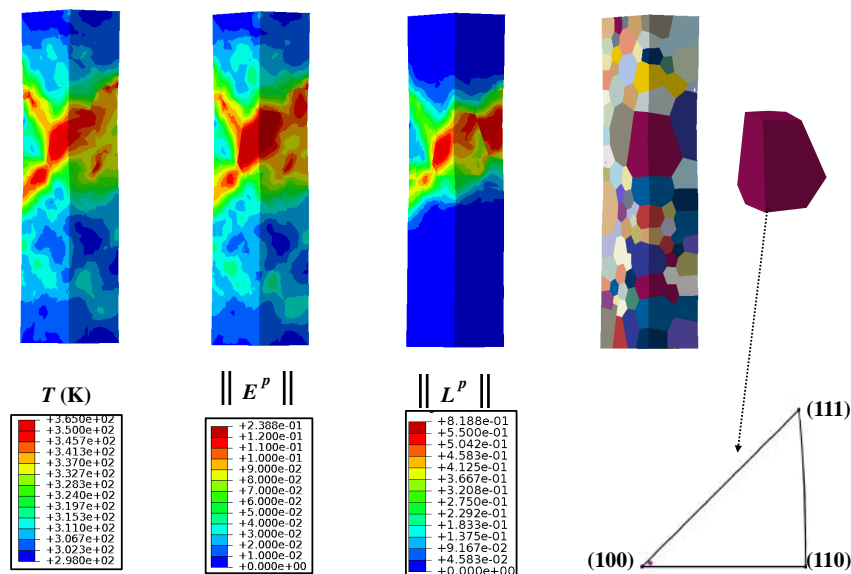 T (K)
+3.650e+02
+3.500e+02
+3.457e+02
+3.413e+02
+3.370e+02
+3.327e+02
+3.283e+02
+3.240e+02
+3.197e+02
+3.153e+02
+3.110e+02
+3.067e+02
+3.023e+02
+2.980e+02
‖ E^p ‖
+2.388e-01
+1.200e-01
+1.100e-01
+1.000e-01
+9.000e-02
+8.000e-02
+7.000e-02
+6.000e-02
+5.000e-02
+4.000e-02
+3.000e-02
+2.000e-02
+1.000e-02
+0.000e+00
‖ L^p ‖
+8.188e-01
+5.500e-01
+5.042e-01
+4.583e-01
+4.125e-01
+3.667e-01
+3.208e-01
+2.750e-01
+2.292e-01
+1.833e-01
+1.375e-01
+9.167e-02
+4.583e-02
+0.000e+00
(111)
(100)
(110)